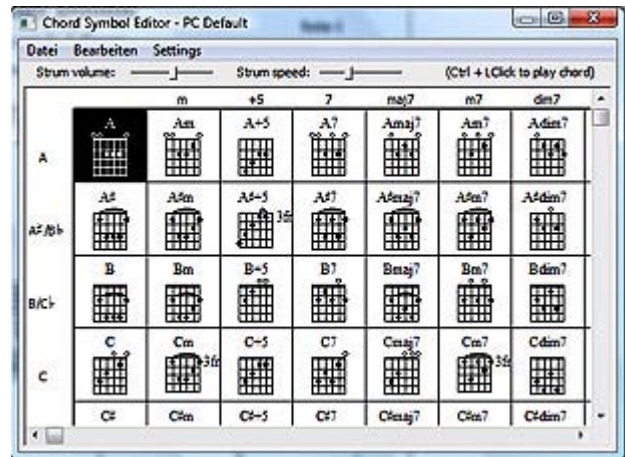 Chord Symbol Editor - PC Default
Datei Bearbeiten Settings
Strum volume: Strum speed: (Ctrl + LClick to play chord)
m +5 7 maj7 m7 dim7
A Am A+5 A7 Amaj7 Am7 Adim7
A
A♯ A♯m A♯+5 A♯7 A♯maj7 A♯m7 A♯dim7
3fr
A♯/B♭
B Bm B+5 B7 Bmaj7 Bm7 Bdim7
B/C♭
C Cm C+5 C7 Cmaj7 Cm7 Cdim7
3fr 3fr
C
C♯ C♯m C♯+5 C♯7 C♯maj7 C♯m7 C♯dim7